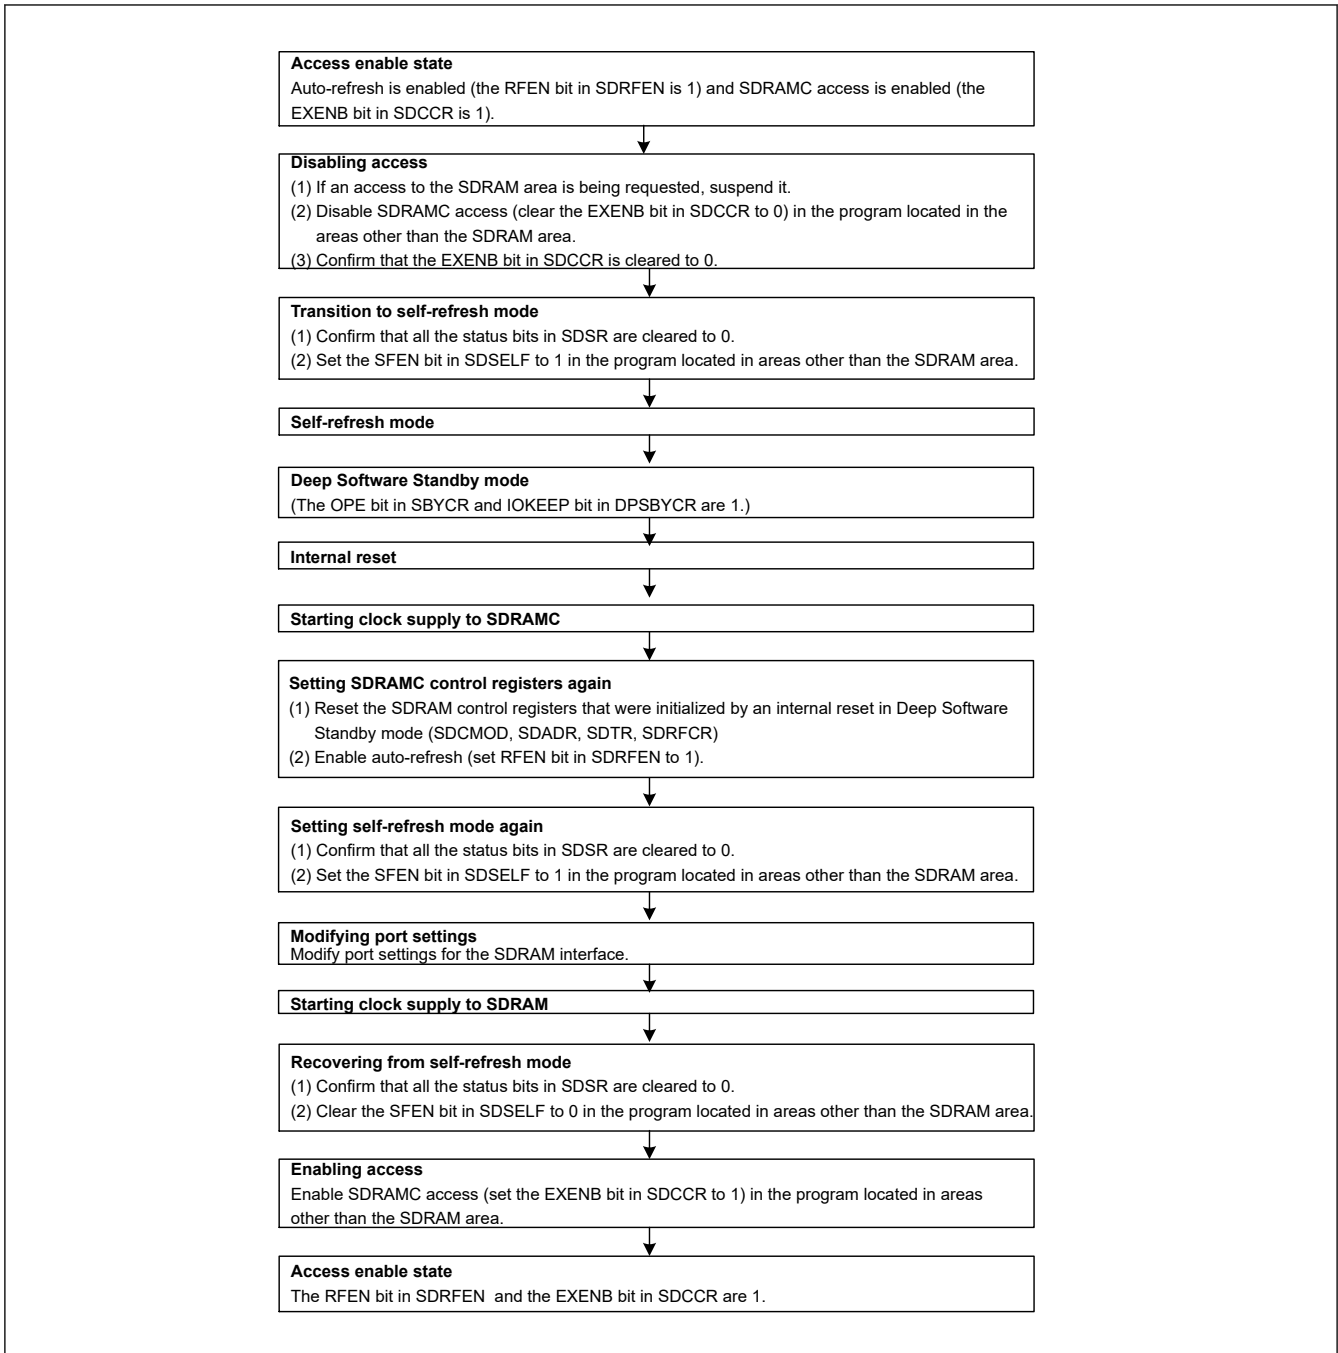 Access enable state
Auto-refresh is enabled (the RFEN bit in SDRFEN is 1) and SDRAMC access is enabled (the
EXENB bit in SDCCR is 1).
Disabling access
(1) If an access to the SDRAM area is being requested, suspend it.
(2) Disable SDRAMC access (clear the EXENB bit in SDCCR to 0) in the program located in the
areas other than the SDRAM area.
(3) Confirm that the EXENB bit in SDCCR is cleared to 0.
Transition to self-refresh mode
(1) Confirm that all the status bits in SDSR are cleared to 0.
(2) Set the SFEN bit in SDSELF to 1 in the program located in areas other than the SDRAM area.
Self-refresh mode
Deep Software Standby mode
(The OPE bit in SBYCR and IOKEEP bit in DPSBYCR are 1.)
Internal reset
Starting clock supply to SDRAMC
Setting SDRAMC control registers again
(1) Reset the SDRAM control registers that were initialized by an internal reset in Deep Software
Standby mode (SDCMOD, SDADR, SDTR, SDRFCR)
(2) Enable auto-refresh (set RFEN bit in SDRFEN to 1).
Setting self-refresh mode again
(1) Confirm that all the status bits in SDSR are cleared to 0.
(2) Set the SFEN bit in SDSELF to 1 in the program located in areas other than the SDRAM area.
Modifying port settings
Modify port settings for the SDRAM interface.
Starting clock supply to SDRAM
Recovering from self-refresh mode
(1) Confirm that all the status bits in SDSR are cleared to 0.
(2) Clear the SFEN bit in SDSELF to 0 in the program located in areas other than the SDRAM area.
Enabling access
Enable SDRAMC access (set the EXENB bit in SDCCR to 1) in the program located in areas
other than the SDRAM area.
Access enable state
The RFEN bit in SDRFEN and the EXENB bit in SDCCR are 1.